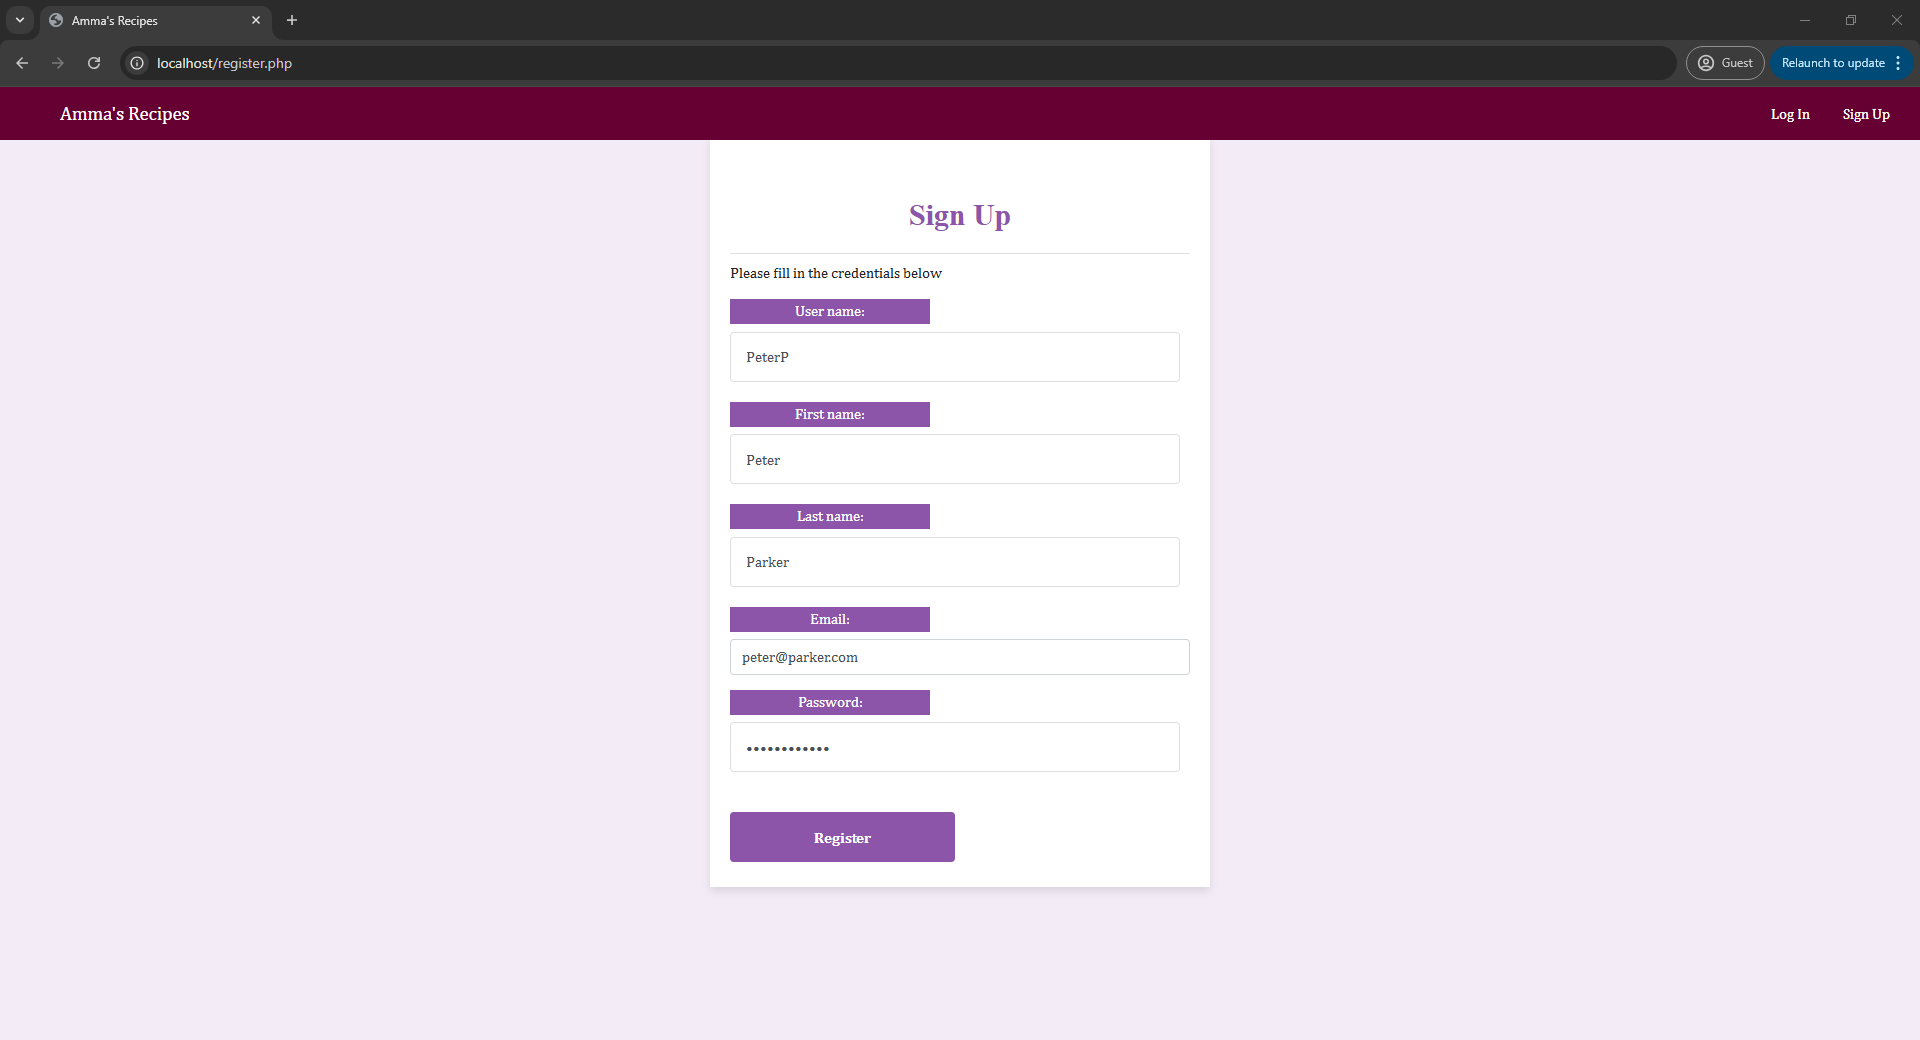 Amma's Recipes
localhost/register.php
Guest
Relaunch to update
Amma's Recipes
Log In
Sign Up
Sign Up
Please fill in the credentials below
User name:
PeterP
First name:
Peter
Last name:
Parker
Email:
peter@parker.com
Password:
••••••••••••
Register